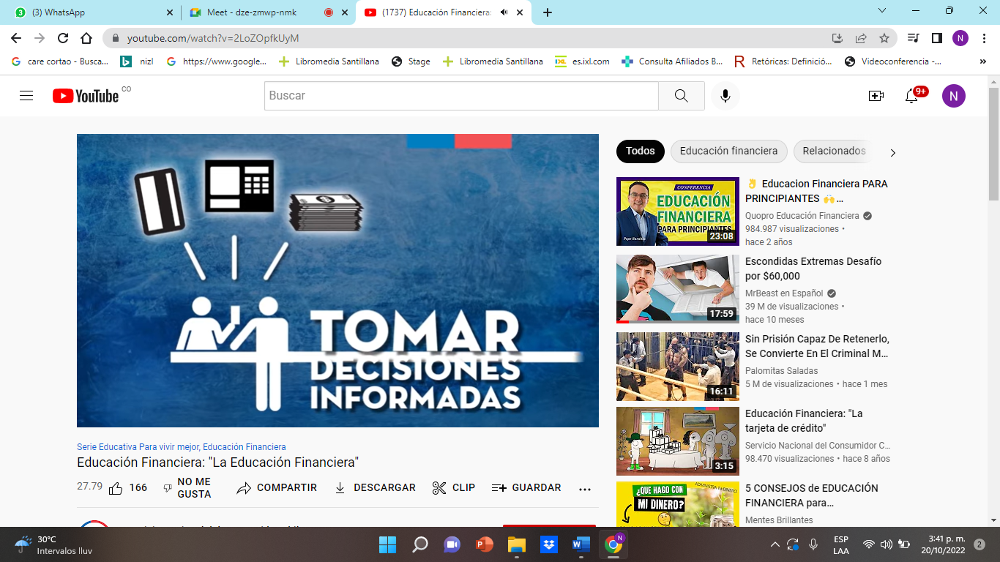 (3) WhatsApp
Meet - dze-zmwp-nmk
(1737) Educación Financiera:
youtube.com/watch?v=2LoZOpfkUyM
N
care cortao - Busca...
nizl
https://www.google...
Libromedia Santillana
Stage
Libromedia Santillana
es.ixl.com
Consulta Afiliados B...
Retóricas: Definició...
Videoconferencia -...
»
YouTube CO
Buscar
9+
N
TOMAR
DECISIONES
INFORMADAS
Serie Educativa Para vivir mejor, Educación Financiera
Educación Financiera: "La Educación Financiera"
27.79
166
NO ME
GUSTA
COMPARTIR
DESCARGAR
CLIP
GUARDAR
Todos
Educación financiera
Relacionados
CONFERENCIA
EDUCACIÓN
FINANCIERA
PARA PRINCIPIANTES
Pepe Sarabia
23:08
👌 Educacion Financiera PARA
PRINCIPIANTES 🙌...
Quopro Educación Financiera
984.987 visualizaciones •
hace 2 años
17:59
Escondidas Extremas Desafío
por $60,000
MrBeast en Español
39 M de visualizaciones •
hace 10 meses
16:11
Sin Prisión Capaz De Retenerlo,
Se Convierte En El Criminal M...
Palomitas Saladas
5 M de visualizaciones • hace 1 mes
3:15
Educación Financiera: "La
tarjeta de crédito"
Servicio Nacional del Consumidor C...
98.470 visualizaciones • hace 8 años
ADMINISTRA TU DINERO
¿QUE HAGO CON
MI DINERO?
5 CONSEJOS de EDUCACIÓN
FINANCIERA para...
Mentes Brillantes
30°C
Intervalos lluv
ESP
LAA
3:41 p. m.
20/10/2022
2